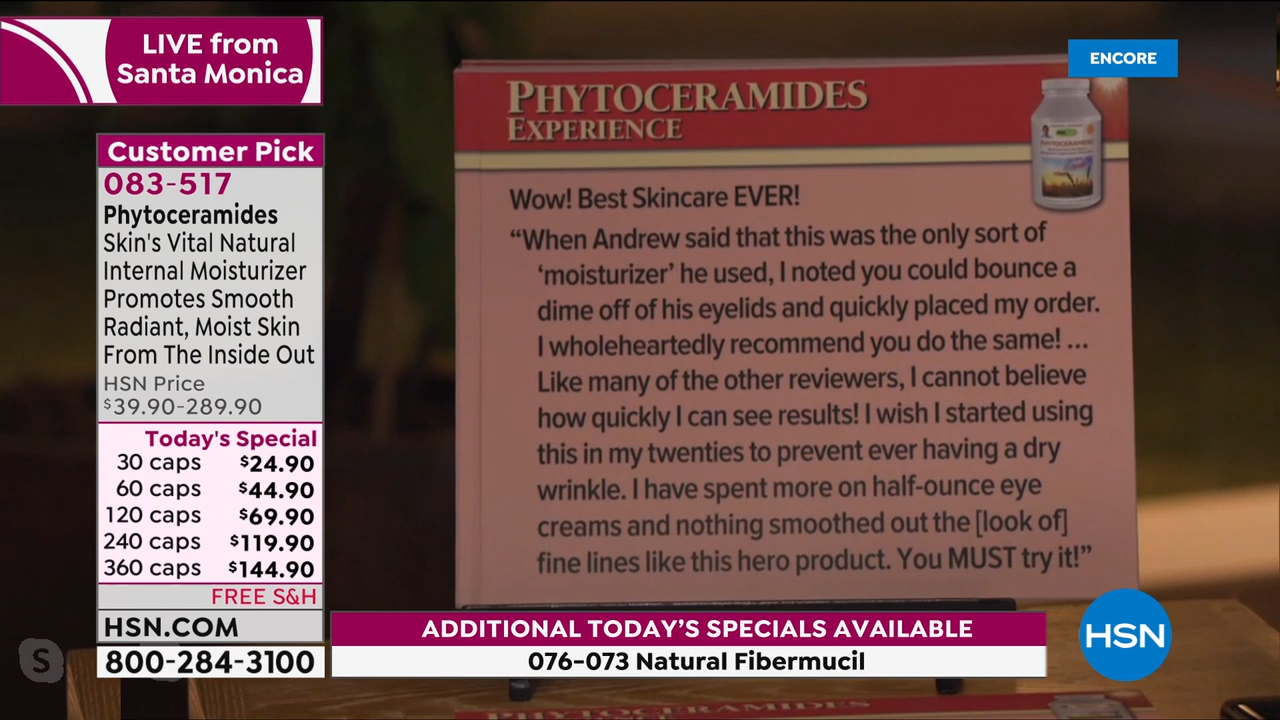 LIVE from
Santa Monica
ENCORE
Customer Pick
083-517
Phytoceramides
Skin's Vital Natural
Internal Moisturizer
Promotes Smooth
Radiant, Moist Skin
From The Inside Out
HSN Price
$39.90-289.90
Today's Special
30 caps $24.90
60 caps $44.90
120 caps $69.90
240 caps $119.90
360 caps $144.90
FREE S&H
HSN.COM
800-284-3100
PHYTOCERAMIDES
EXPERIENCE
PHYTOCERAMIDES
Wow! Best Skincare EVER!
“When Andrew said that this was the only sort of
‘moisturizer’ he used, I noted you could bounce a
dime off of his eyelids and quickly placed my order.
I wholeheartedly recommend you do the same! ...
Like many of the other reviewers, I cannot believe
how quickly I can see results! I wish I started using
this in my twenties to prevent ever having a dry
wrinkle. I have spent more on half-ounce eye
creams and nothing smoothed out the [look of]
fine lines like this hero product. You MUST try it!”
ADDITIONAL TODAY’S SPECIALS AVAILABLE
076-073 Natural Fibermucil
HSN
S
PHYTOCERAMIDES